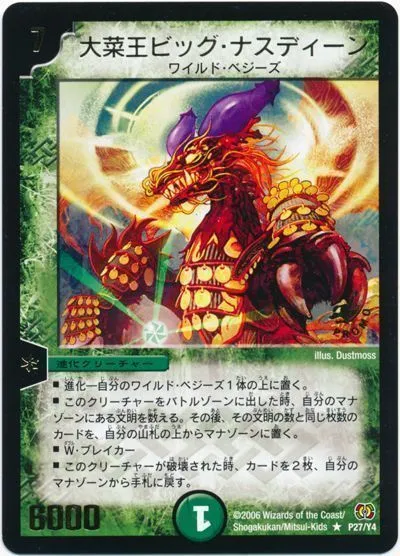 7
大菜王ビッグ・ナスディーン
ワイルド・ベジーズ
illus. Dustmoss
進化クリーチャー
■ 進化―自分のワイルド・ベジーズ1体の上に置く。
■ このクリーチャーをバトルゾーンに出した時、自分のマナ
ゾーンにある文明を数える。その後、その文明の数と同じ枚数
のカードを、自分の山札の上からマナゾーンに置く。
■ W・ブレイカー
■ このクリーチャーが破壊された時、カードを2枚、自分の
マナゾーンから手札に戻す。
6000
1
©2006 Wizards of the Coast/
Shogakukan/Mitsui-Kids ★ P27/Y4